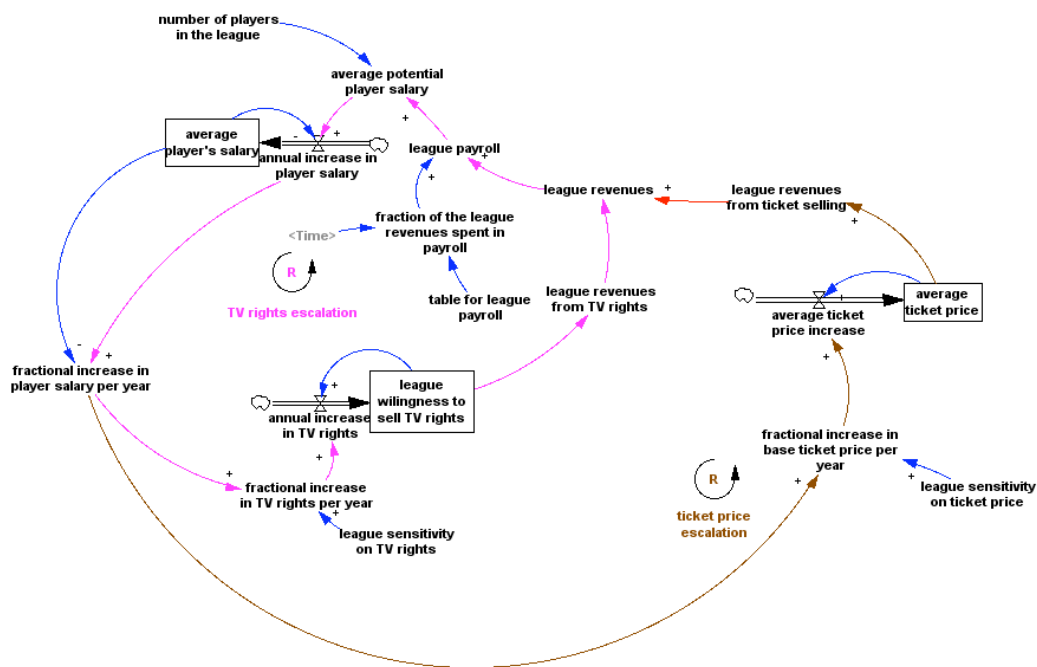 number of players
in the league
average potential
player salary
average
player's salary
- +
annual increase in
player salary
+
league payroll
+
+
league revenues
+
league revenues
from ticket selling
+
fraction of the league
revenues spent in
payroll
<Time>
R
TV rights escalation
table for league
payroll
league revenues
from TV rights
+
average ticket
price increase
average
ticket price
+
- +
fractional increase in
player salary per year
+
annual increase
in TV rights
league
wilingness to
sell TV rights
+
+
fractional increase
in TV rights per year
+
league sensitivity
on TV rights
fractional increase in
base ticket price per
year
+
+
league sensitivity
on ticket price
R
ticket price
escalation